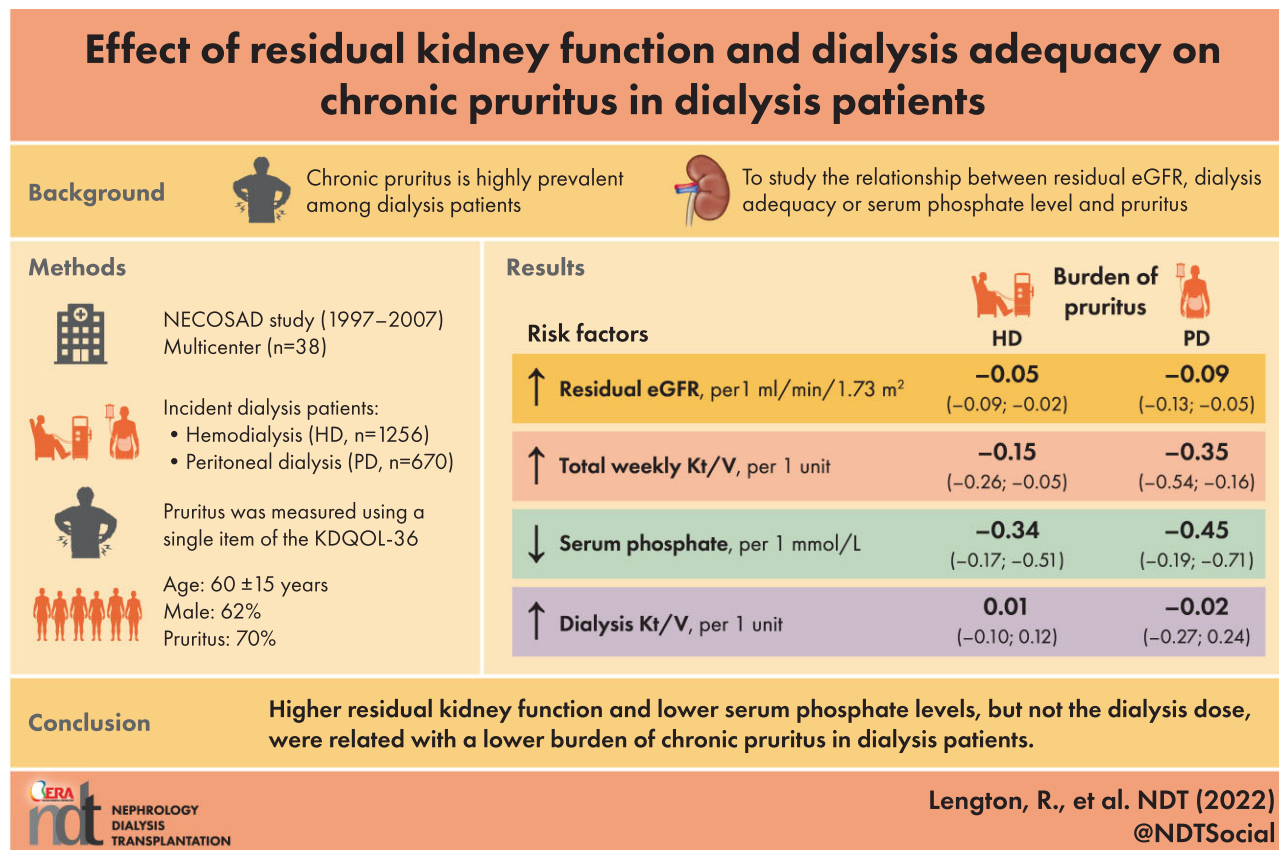 Effect of residual kidney function and dialysis adequacy on
chronic pruritus in dialysis patients
Background
Chronic pruritus is highly prevalent
among dialysis patients
To study the relationship between residual eGFR, dialysis
adequacy or serum phosphate level and pruritus
Methods
NECOSAD study (1997–2007)
Multicenter (n=38)
Incident dialysis patients:
• Hemodialysis (HD, n=1256)
• Peritoneal dialysis (PD, n=670)
Pruritus was measured using a
single item of the KDQOL-36
Age: 60 ±15 years
Male: 62%
Pruritus: 70%
Results
Burden of
pruritus
Risk factors HD PD
↑ Residual eGFR, per1 ml/min/1.73 m² −0.05 −0.09
(−0.09; −0.02) (−0.13; −0.05)
↑ Total weekly Kt/V, per 1 unit −0.15 −0.35
(−0.26; −0.05) (−0.54; −0.16)
↓ Serum phosphate, per 1 mmol/L −0.34 −0.45
(−0.17; −0.51) (−0.19; −0.71)
↑ Dialysis Kt/V, per 1 unit 0.01 −0.02
(−0.10; 0.12) (−0.27; 0.24)
Conclusion
Higher residual kidney function and lower serum phosphate levels, but not the dialysis dose,
were related with a lower burden of chronic pruritus in dialysis patients.
ERA
ndt
NEPHROLOGY
DIALYSIS
TRANSPLANTATION
Lengton, R., et al. NDT (2022)
@NDTSocial